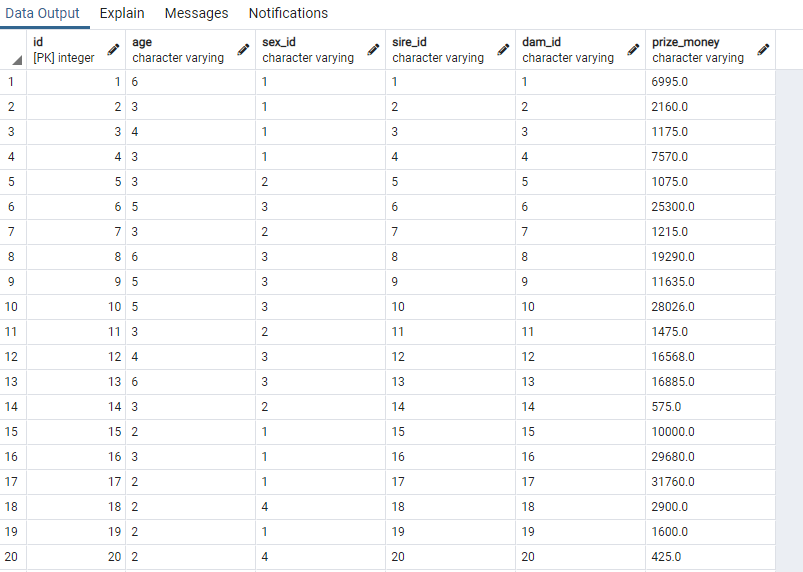 Data Output Explain Messages Notifications
id age sex_id sire_id dam_id prize_money
[PK] integer character varying character varying character varying character varying character varying
1 1 6 1 1 1 6995.0
2 2 3 1 2 2 2160.0
3 3 4 1 3 3 1175.0
4 4 3 1 4 4 7570.0
5 5 3 2 5 5 1075.0
6 6 5 3 6 6 25300.0
7 7 3 2 7 7 1215.0
8 8 6 3 8 8 19290.0
9 9 5 3 9 9 11635.0
10 10 5 3 10 10 28026.0
11 11 3 2 11 11 1475.0
12 12 4 3 12 12 16568.0
13 13 6 3 13 13 16885.0
14 14 3 2 14 14 575.0
15 15 2 1 15 15 10000.0
16 16 3 1 16 16 29680.0
17 17 2 1 17 17 31760.0
18 18 2 4 18 18 2900.0
19 19 2 1 19 19 1600.0
20 20 2 4 20 20 425.0